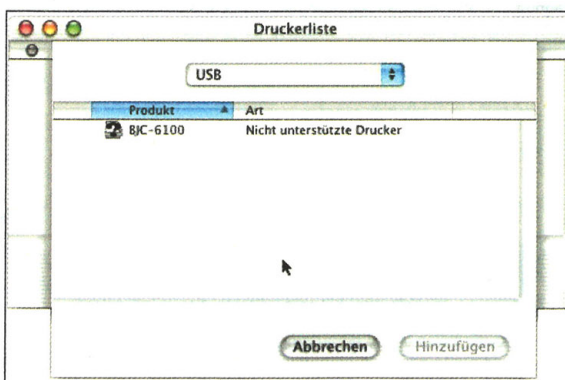 Druckerliste
USB
Produkt Art
BJC-6100 Nicht unterstützte Drucker
Abbrechen Hinzufügen